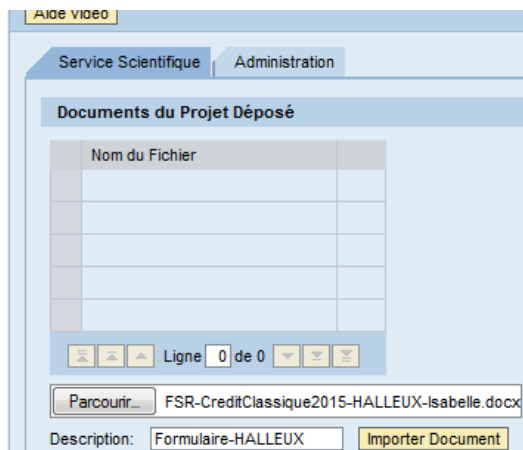 Aide Vidéo
Service Scientifique Administration
Documents du Projet Déposé
Nom du Fichier
Ligne 0 de 0
Parcourir... FSR-CreditClassique2015-HALLEUX-Isabelle.docx
Description: Formulaire-HALLEUX Importer Document